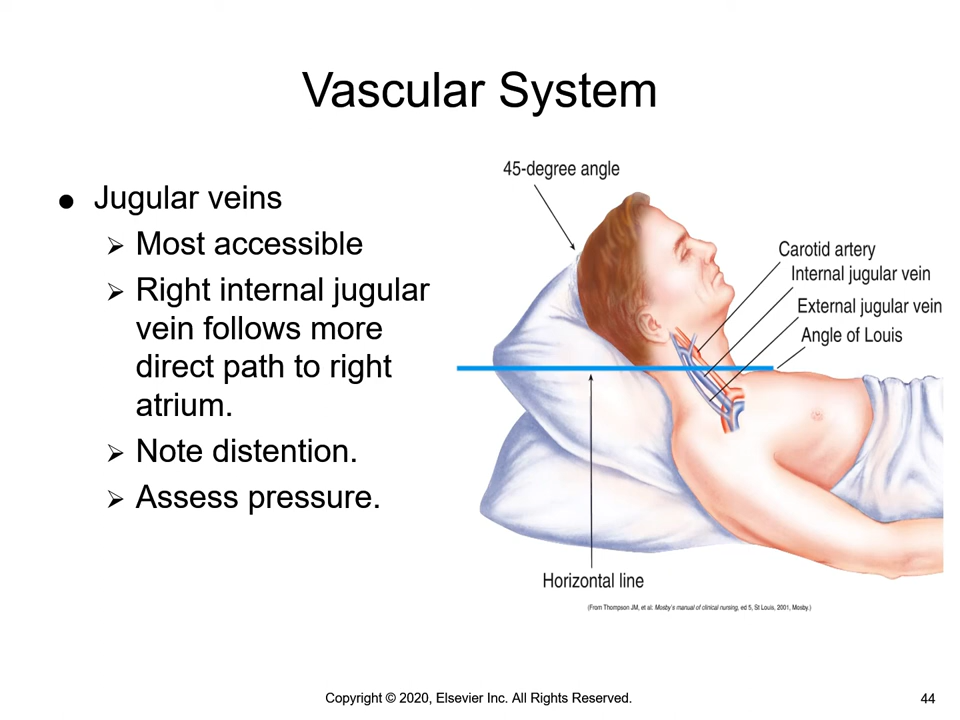 Vascular System
● Jugular veins
➢ Most accessible
➢ Right internal jugular
vein follows more
direct path to right
atrium.
➢ Note distention.
➢ Assess pressure.
45-degree angle
Carotid artery
Internal jugular vein
External jugular vein
Angle of Louis
Horizontal line
(From Thompson JM, et al: Mosby's manual of clinical nursing, ed 5, St Louis, 2001, Mosby.)
Copyright © 2020, Elsevier Inc. All Rights Reserved.
44